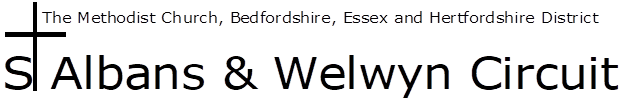 The Methodist Church, Bedfordshire, Essex and Hertfordshire District
St Albans & Welwyn Circuit